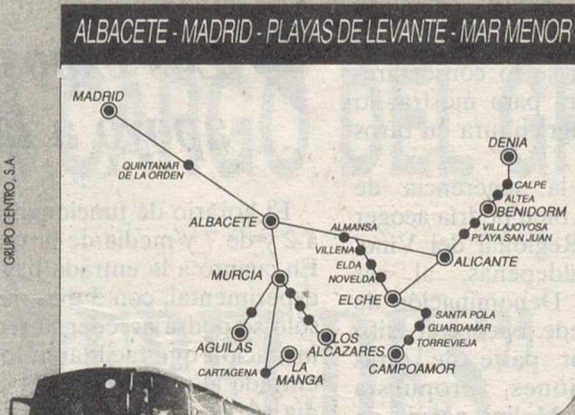 ALBACETE - MADRID - PLAYAS DE LEVANTE - MAR MENOR
GRUPO CENTRO, S.A.
MADRID
QUINTANAR
DE LA ORDEN
ALBACETE
MURCIA
AGUILAS
CARTAGENA
LA
MANGA
LOS
ALCAZARES
ALMANSA
VILLENA
ELDA
NOVELDA
ELCHE
ALICANTE
DENIA
CALPE
ALTEA
BENIDORM
VILLAJOYOSA
PLAYA SAN JUAN
SANTA POLA
GUARDAMAR
TORREVIEJA
CAMPOAMOR